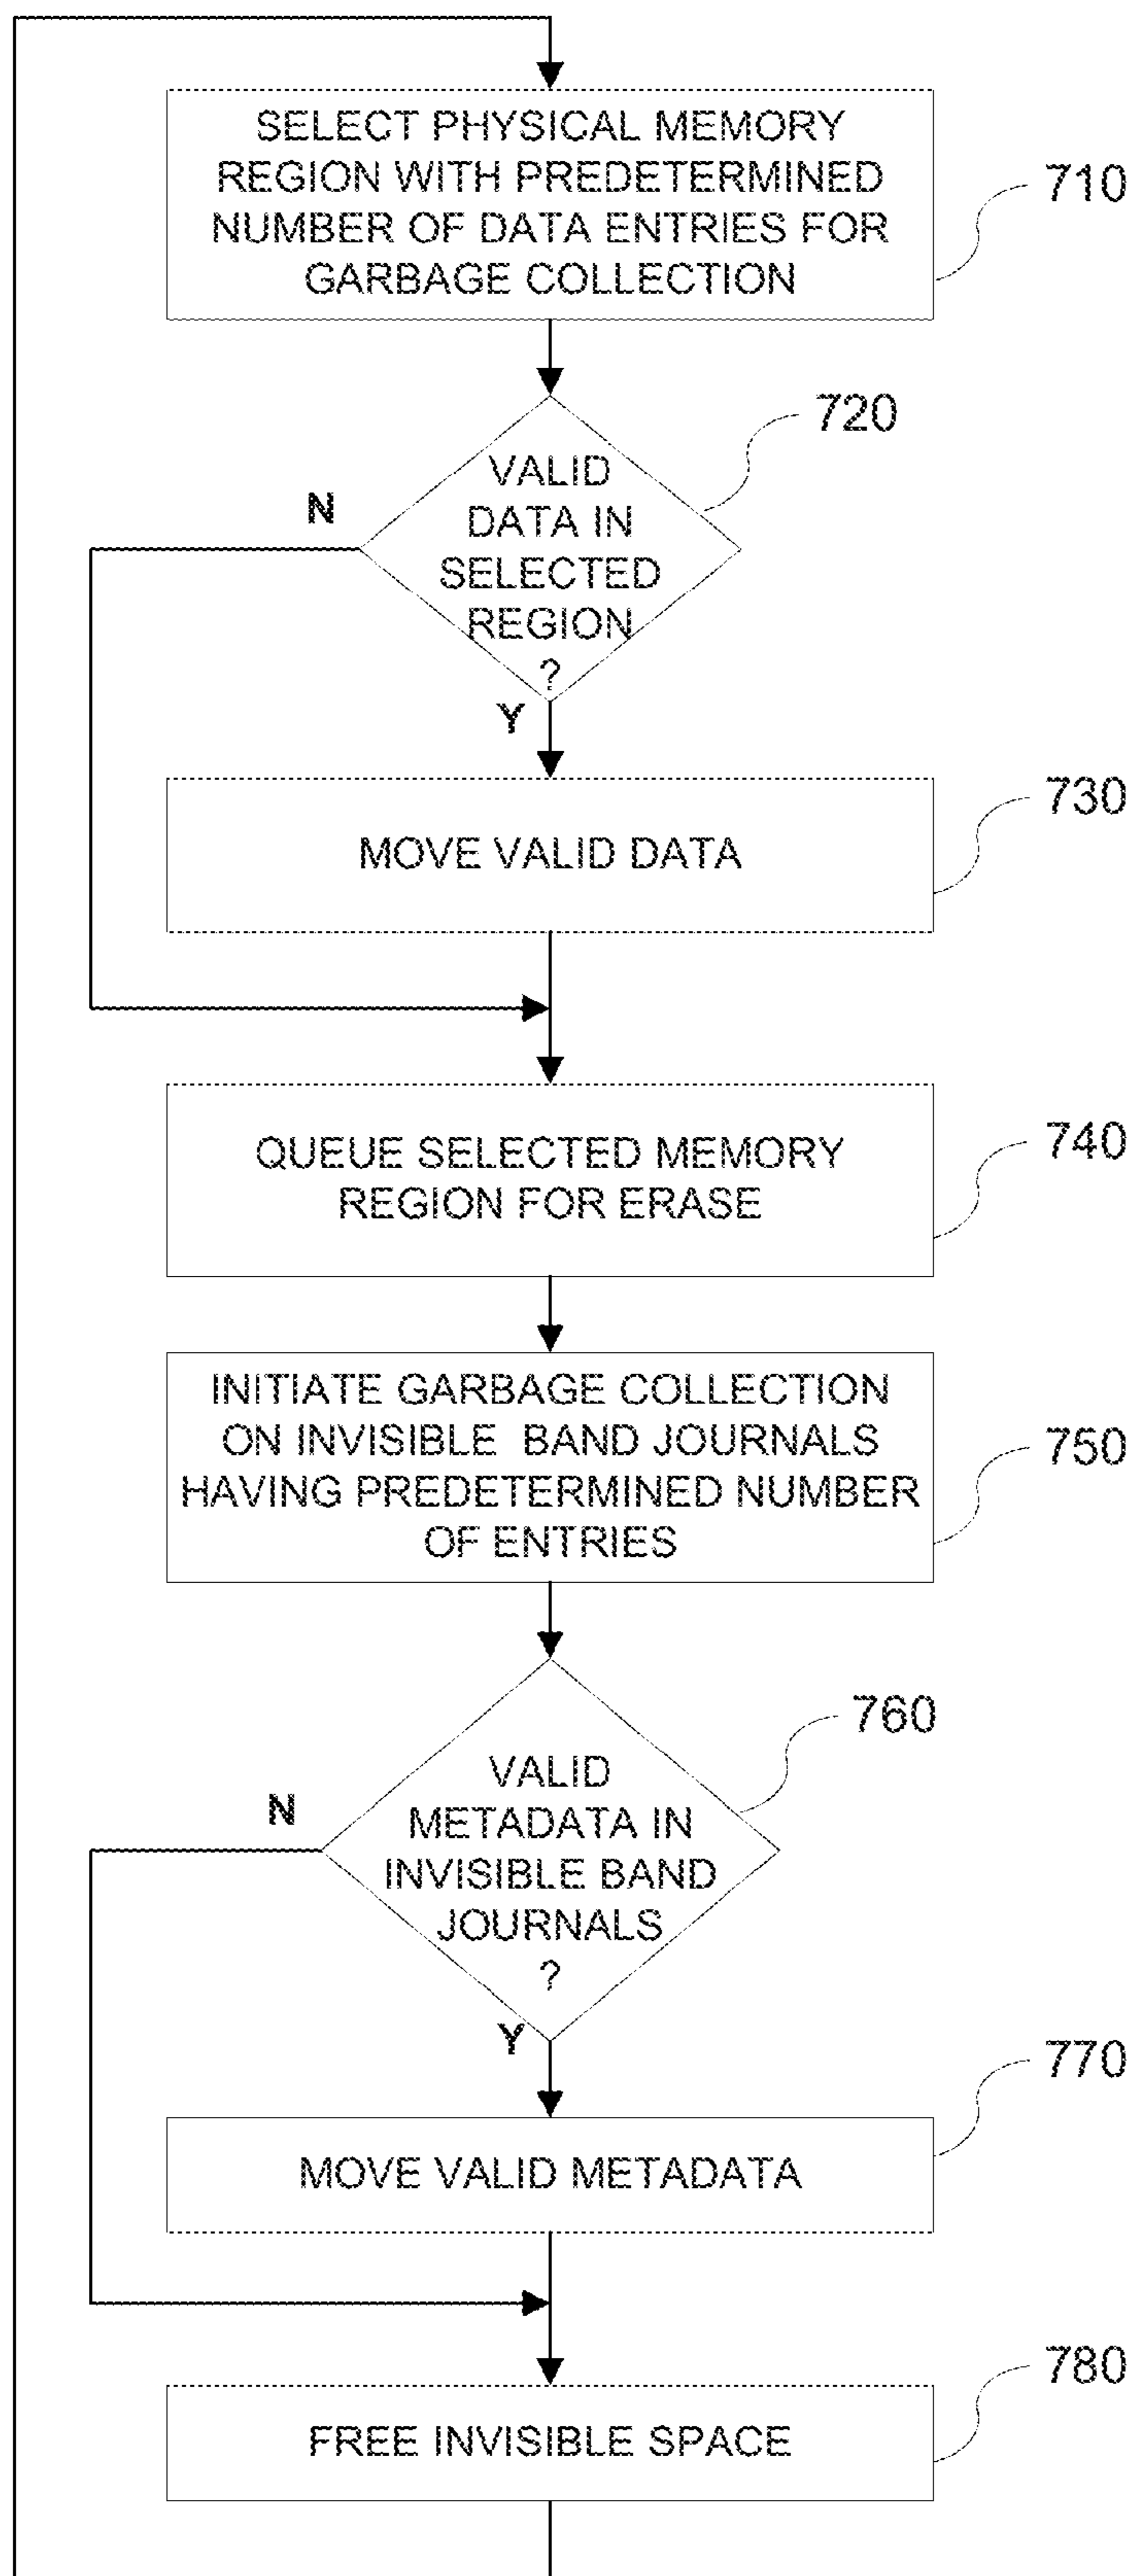 SELECT PHYSICAL MEMORY
REGION WITH PREDETERMINED
NUMBER OF DATA ENTRIES FOR
GARBAGE COLLECTION
710
720
VALID
DATA IN
SELECTED
REGION
?
N
Y
730
MOVE VALID DATA
QUEUE SELECTED MEMORY
REGION FOR ERASE
740
INITIATE GARBAGE COLLECTION
ON INVISIBLE BAND JOURNALS
HAVING PREDETERMINED NUMBER
OF ENTRIES
750
760
VALID
METADATA IN
INVISIBLE BAND
JOURNALS
?
N
Y
770
MOVE VALID METADATA
780
FREE INVISIBLE SPACE